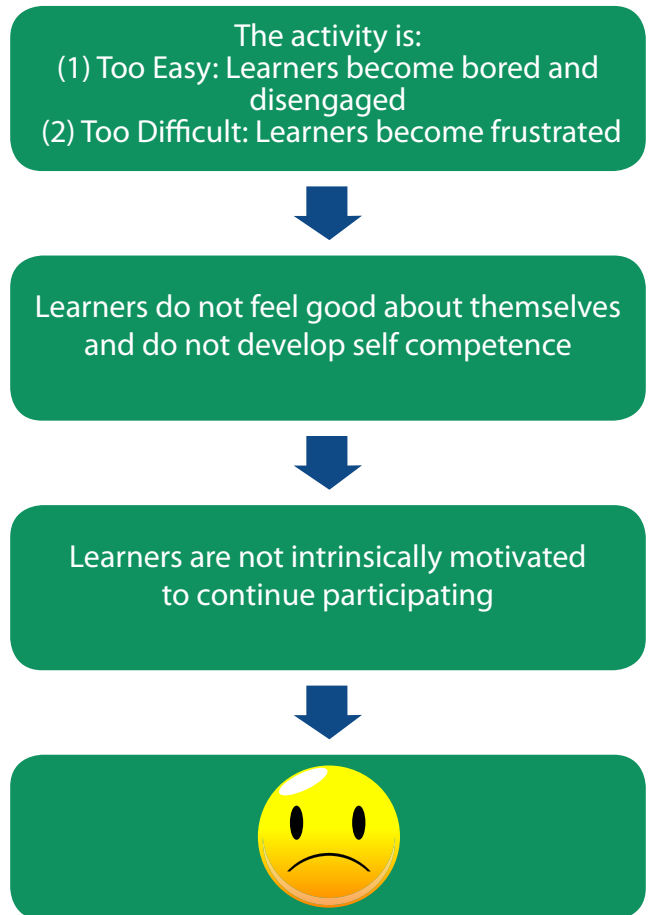 The activity is:
(1) Too Easy: Learners become bored and
disengaged
(2) Too Difficult: Learners become frustrated
Learners do not feel good about themselves
and do not develop self competence
Learners are not intrinsically motivated
to continue participating